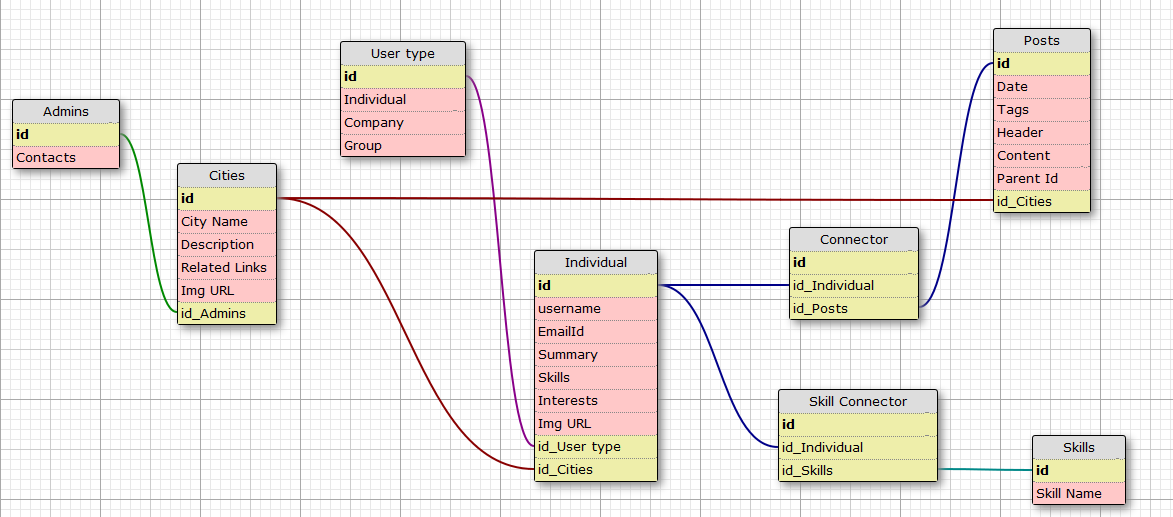 Admins
id
Contacts
Cities
id
City Name
Description
Related Links
Img URL
id_Admins
User type
id
Individual
Company
Group
Individual
id
username
EmailId
Summary
Skills
Interests
Img URL
id_User type
id_Cities
Connector
id
id_Individual
id_Posts
Posts
id
Date
Tags
Header
Content
Parent Id
id_Cities
Skill Connector
id
id_Individual
id_Skills
Skills
id
Skill Name